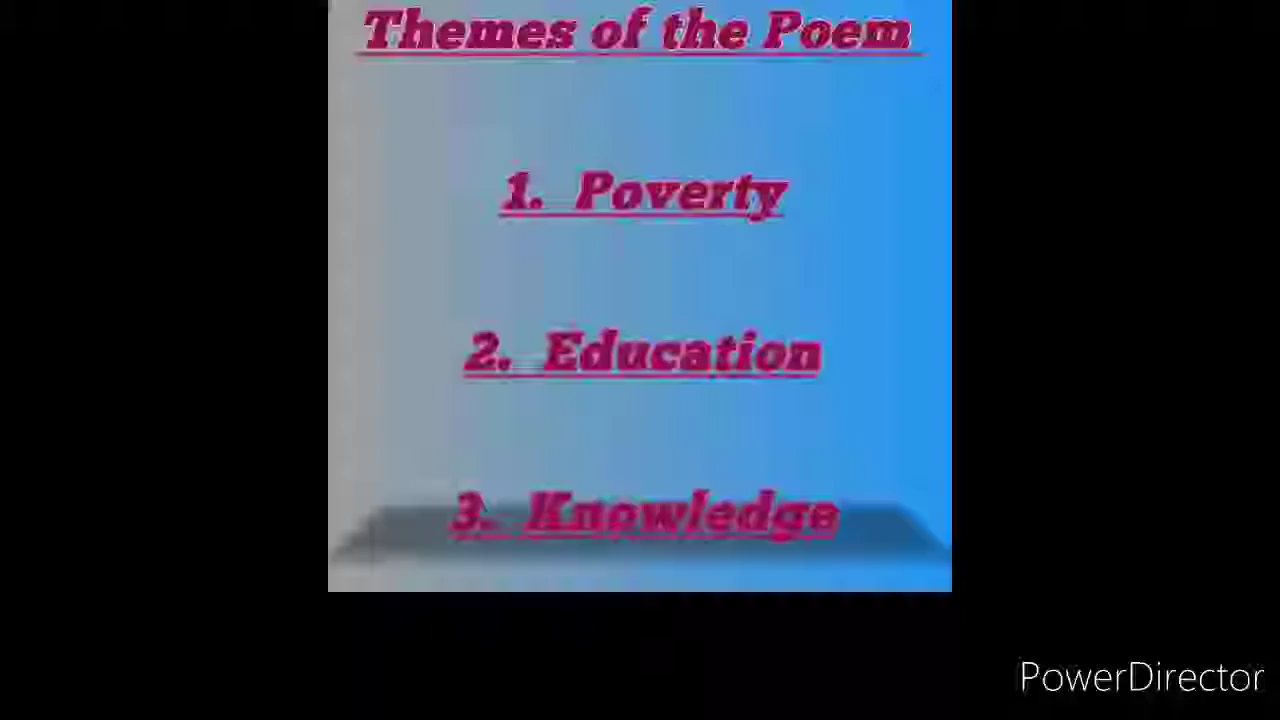 Themes of the Poem
1. Poverty
2. Education
3. Knowledge
PowerDirector